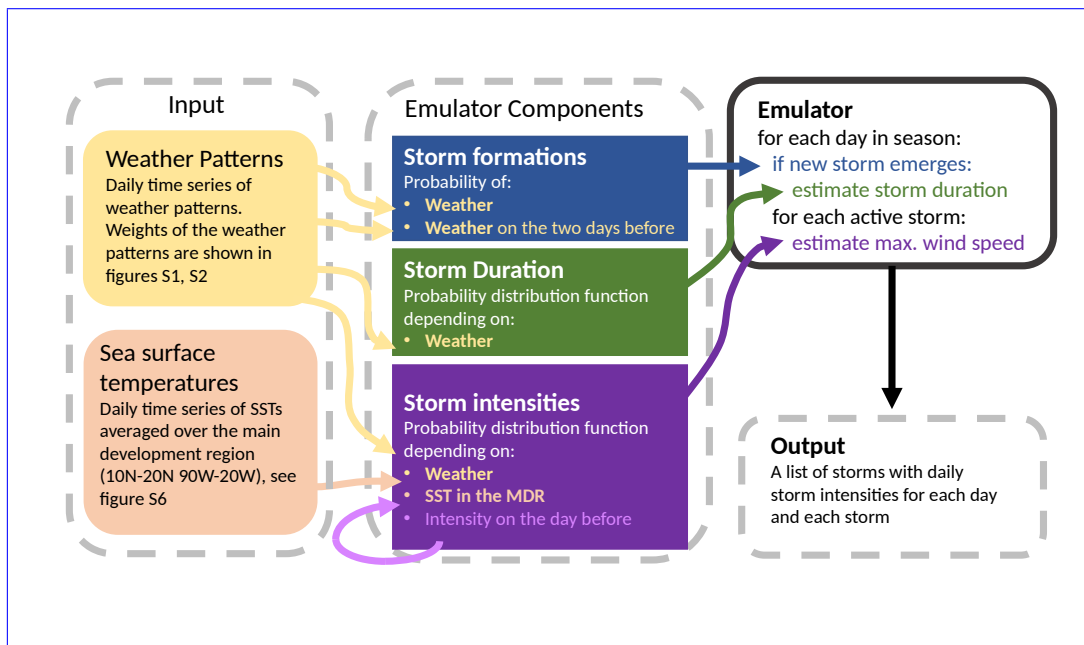 Input
Weather Patterns
Daily time series of
weather patterns.
Weights of the weather
patterns are shown in
figures S1, S2
Sea surface
temperatures
Daily time series of SSTs
averaged over the main
development region
(10N-20N 90W-20W), see
figure S6
Emulator Components
Storm formations
Probability of:
• Weather
• Weather on the two days before
Storm Duration
Probability distribution function
depending on:
• Weather
Storm intensities
Probability distribution function
depending on:
• Weather
• SST in the MDR
• Intensity on the day before
Emulator
for each day in season:
if new storm emerges:
estimate storm duration
for each active storm:
estimate max. wind speed
Output
A list of storms with daily
storm intensities for each day
and each storm